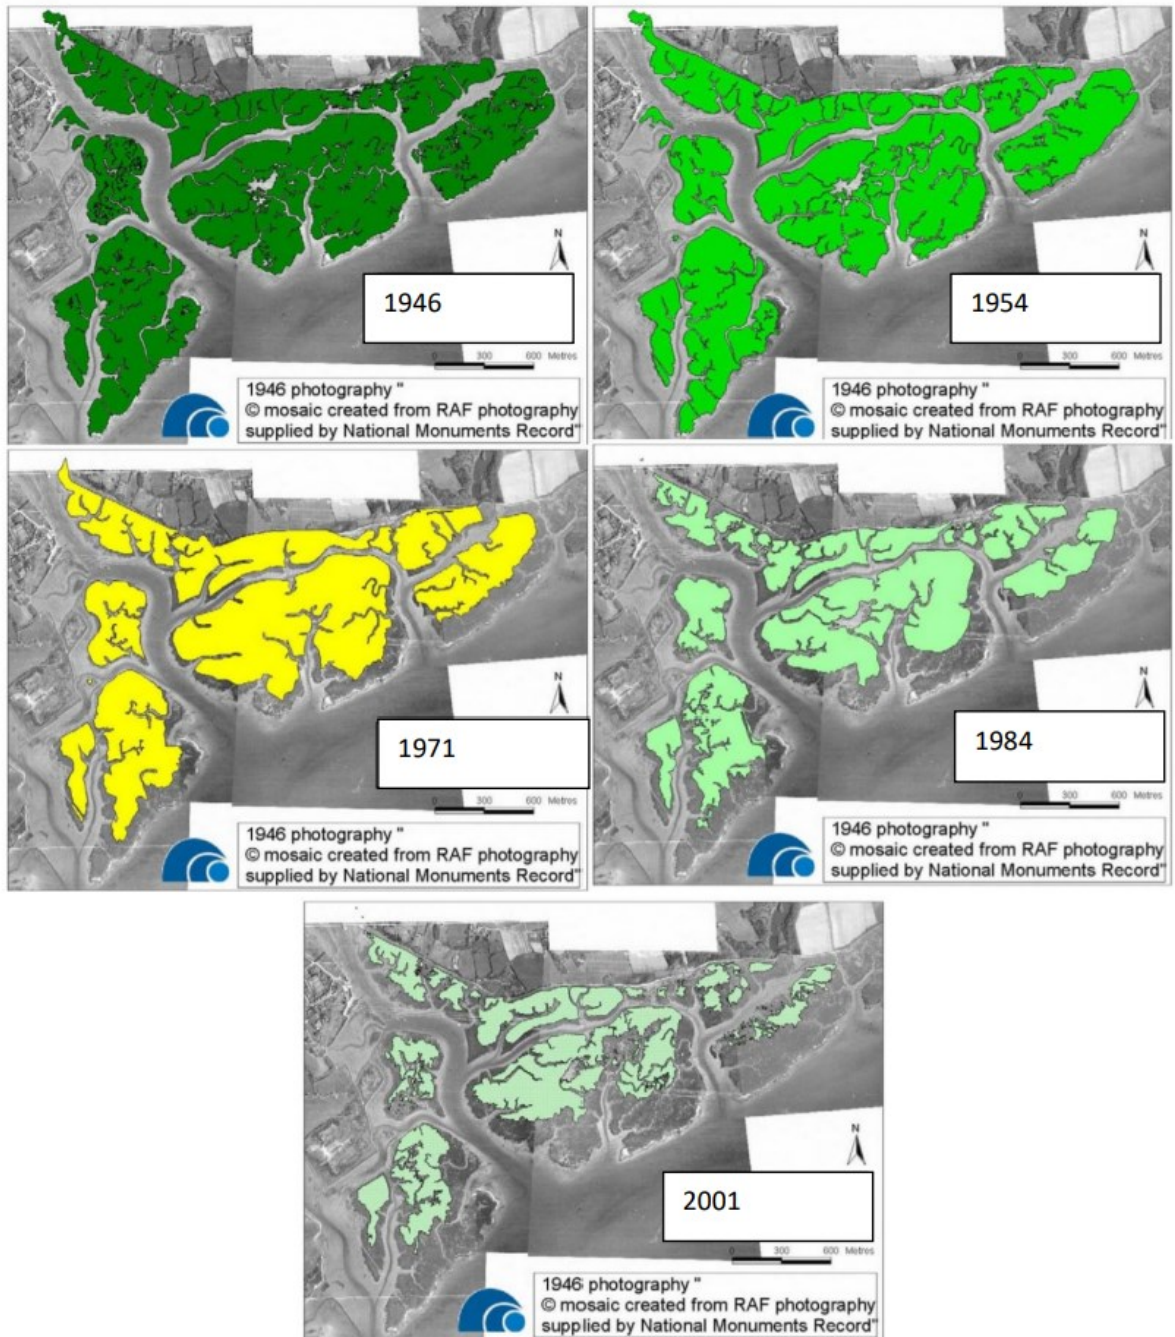 N
1946
0 300 600 Metres
1946 photography "
© mosaic created from RAF photography
supplied by National Monuments Record"
N
1954
0 300 600 Metres
1946 photography "
© mosaic created from RAF photography
supplied by National Monuments Record"
N
1971
0 300 600 Metres
1946 photography "
© mosaic created from RAF photography
supplied by National Monuments Record"
N
1984
0 300 600 Metres
1946 photography "
© mosaic created from RAF photography
supplied by National Monuments Record"
N
2001
0 300 600 Metres
1946 photography "
© mosaic created from RAF photography
supplied by National Monuments Record"